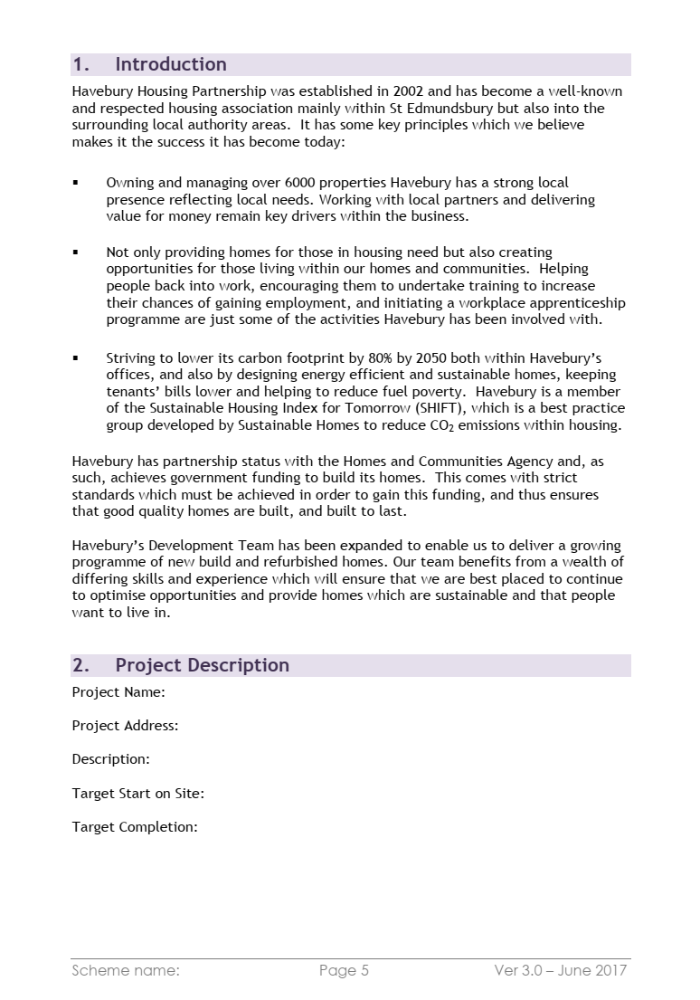 1. Introduction
Havebury Housing Partnership was established in 2002 and has become a well-known
and respected housing association mainly within St Edmundsbury but also into the
surrounding local authority areas.  It has some key principles which we believe
makes it the success it has become today:
▪ Owning and managing over 6000 properties Havebury has a strong local
presence reflecting local needs. Working with local partners and delivering
value for money remain key drivers within the business.
▪ Not only providing homes for those in housing need but also creating
opportunities for those living within our homes and communities.  Helping
people back into work, encouraging them to undertake training to increase
their chances of gaining employment, and initiating a workplace apprenticeship
programme are just some of the activities Havebury has been involved with.
▪ Striving to lower its carbon footprint by 80% by 2050 both within Havebury’s
offices, and also by designing energy efficient and sustainable homes, keeping
tenants’ bills lower and helping to reduce fuel poverty.  Havebury is a member
of the Sustainable Housing Index for Tomorrow (SHIFT), which is a best practice
group developed by Sustainable Homes to reduce CO₂ emissions within housing.
Havebury has partnership status with the Homes and Communities Agency and, as
such, achieves government funding to build its homes.  This comes with strict
standards which must be achieved in order to gain this funding, and thus ensures
that good quality homes are built, and built to last.
Havebury’s Development Team has been expanded to enable us to deliver a growing
programme of new build and refurbished homes. Our team benefits from a wealth of
differing skills and experience which will ensure that we are best placed to continue
to optimise opportunities and provide homes which are sustainable and that people
want to live in.
2. Project Description
Project Name:
Project Address:
Description:
Target Start on Site:
Target Completion:
Scheme name: Page 5 Ver 3.0 – June 2017